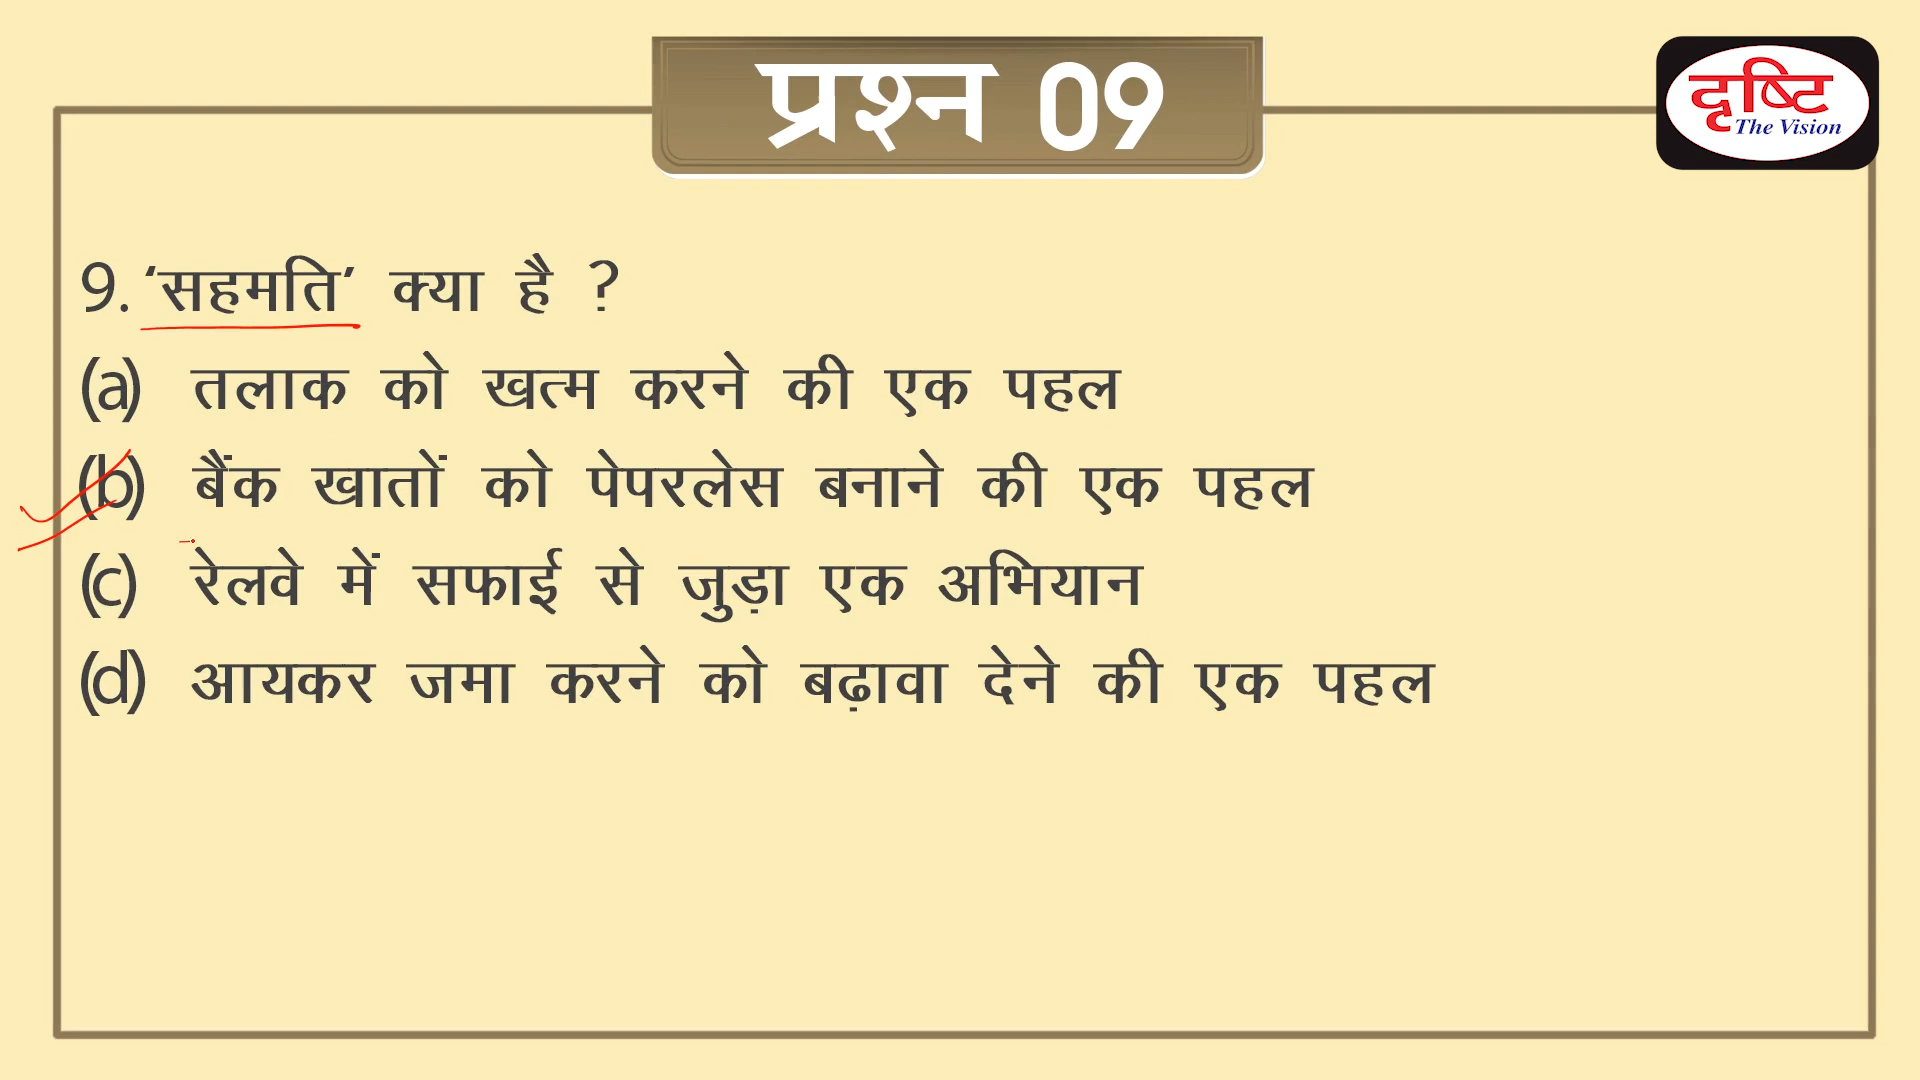 प्रश्न 09
दृष्टि
The Vision
9. ‘सहमति’ क्या है ?
(a) तलाक को खत्म करने की एक पहल
(b) बैंक खातों को पेपरलेस बनाने की एक पहल
(c) रेलवे में सफाई से जुड़ा एक अभियान
(d) आयकर जमा करने को बढ़ावा देने की एक पहल